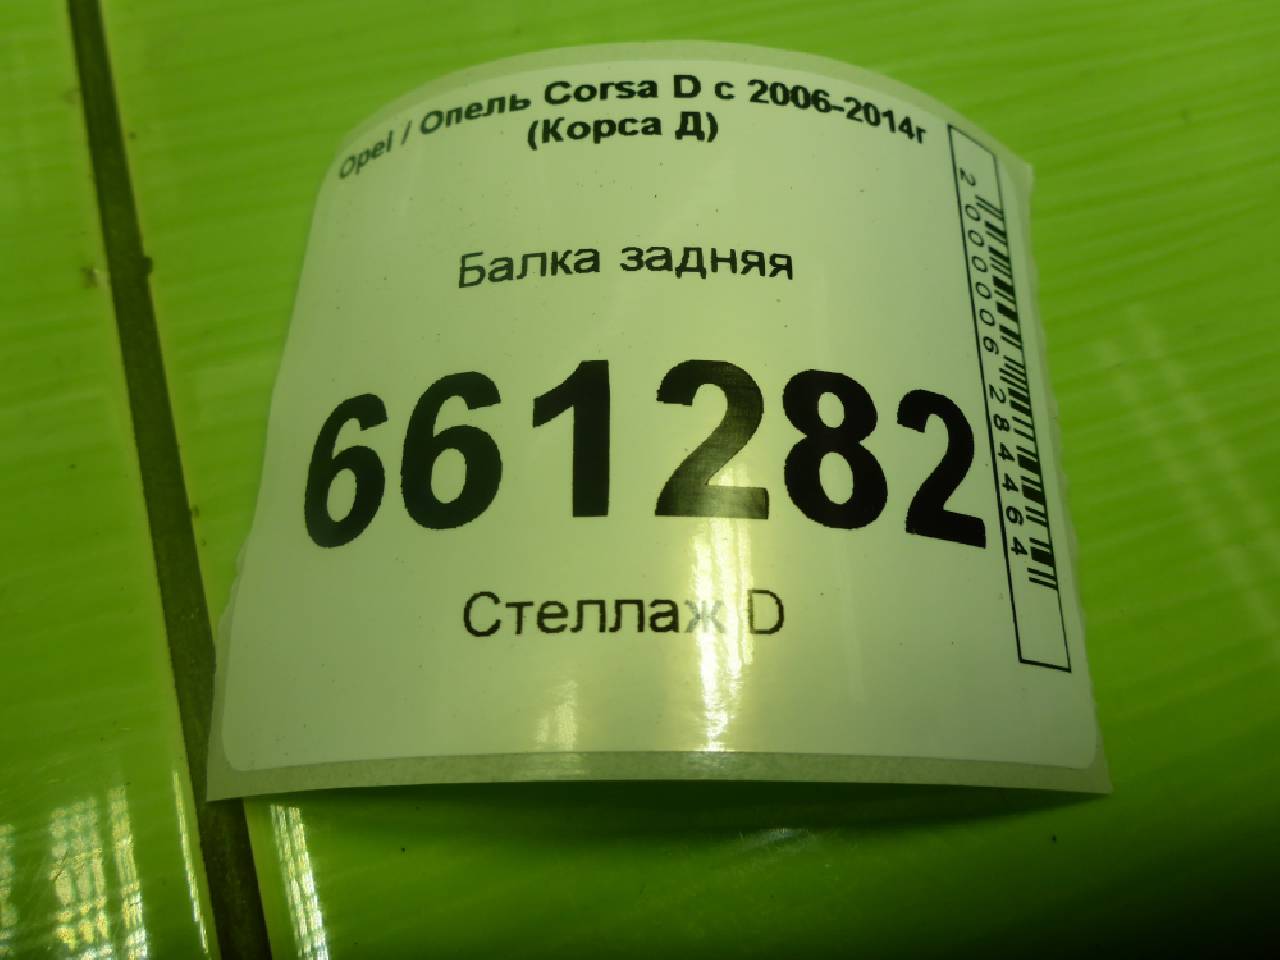 Opel / Опель Corsa D с 2006-2014г
(Корса Д)
Балка задняя
661282
Стеллаж D
2000006284464